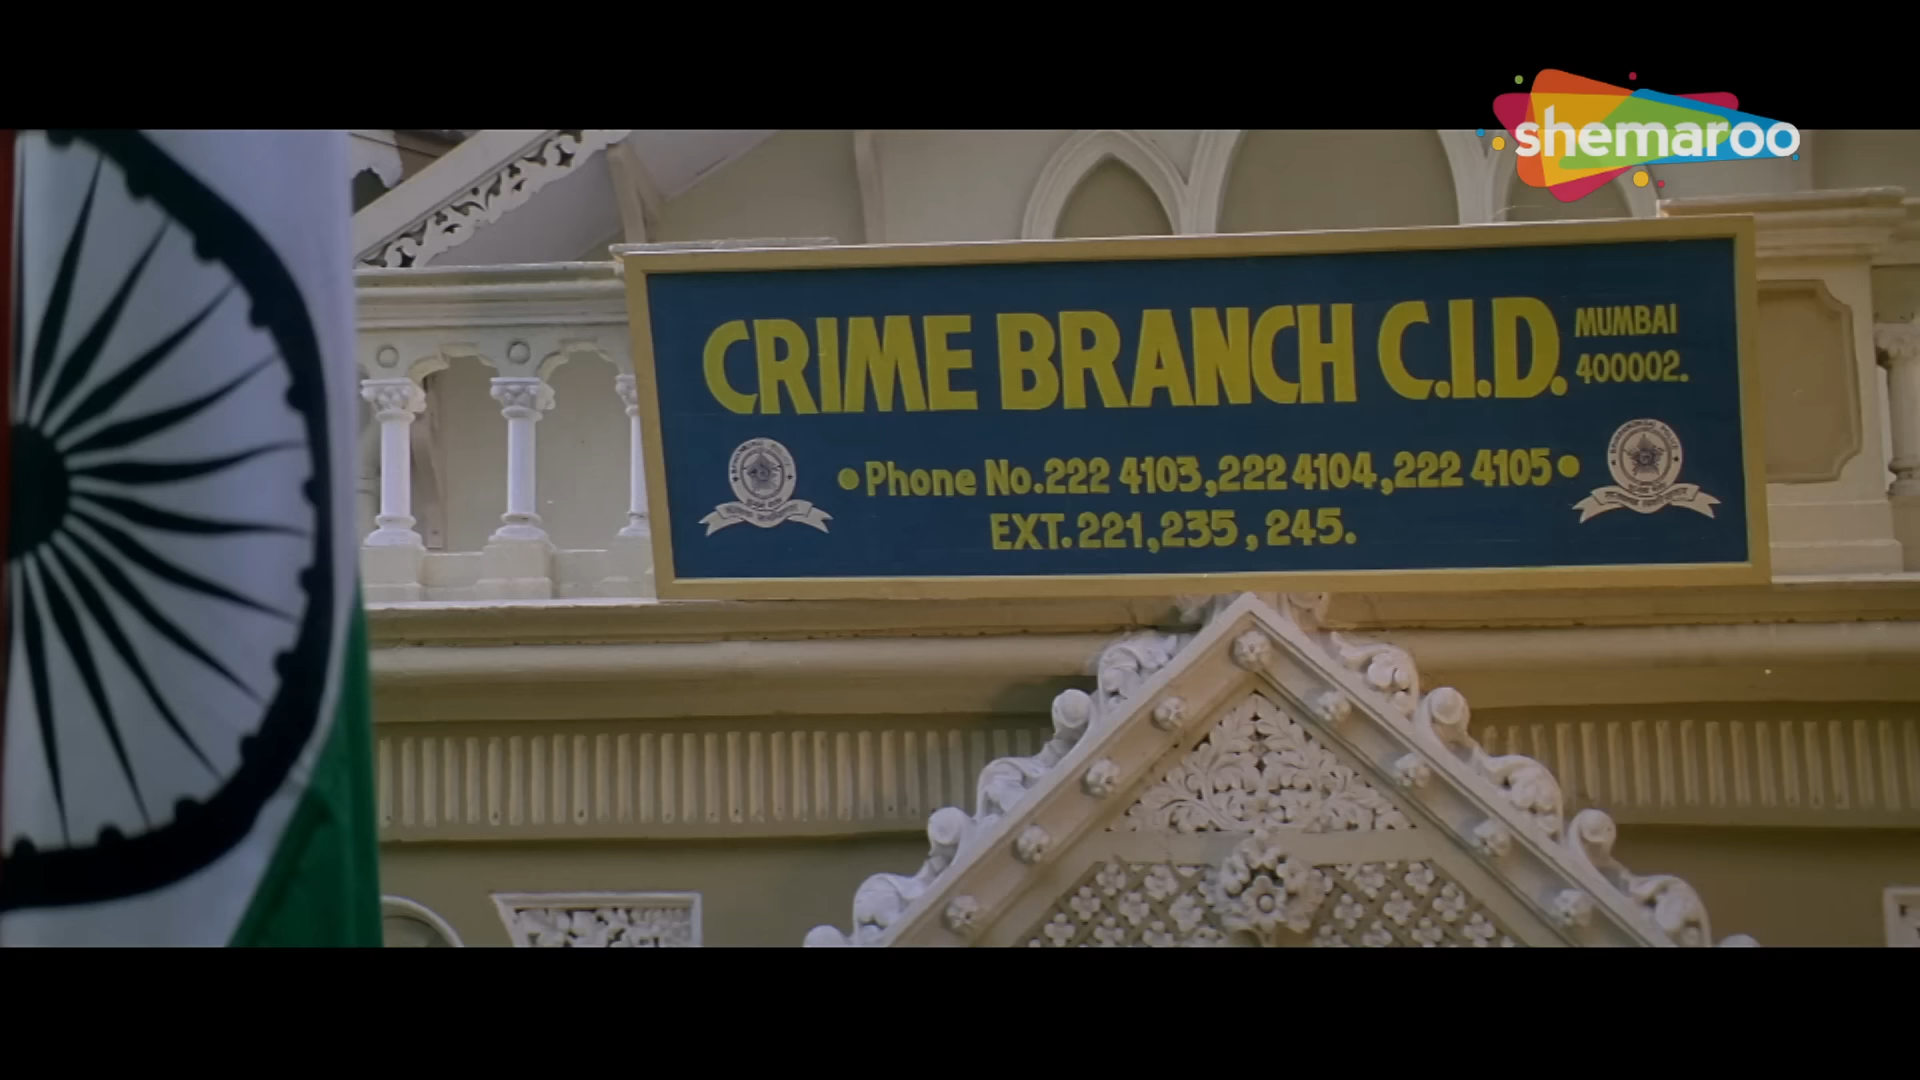 shemaroo
CRIME BRANCH C.I.D. MUMBAI 400002.
•Phone No.222 4103,222 4104,222 4105•
EXT.221,235,245.